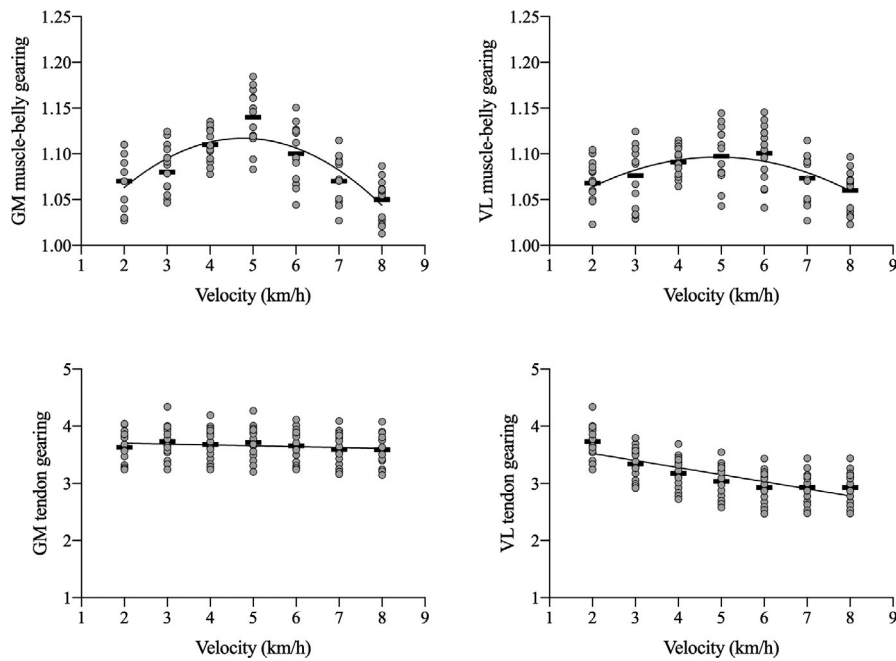 1.25
1.20
1.15
1.10
1.05
1.00
GM muscle-belly gearing
1 2 3 4 5 6 7 8 9
Velocity (km/h)
1.25
1.20
1.15
1.10
1.05
1.00
VL muscle-belly gearing
1 2 3 4 5 6 7 8 9
Velocity (km/h)
5
4
3
2
1
GM tendon gearing
1 2 3 4 5 6 7 8 9
Velocity (km/h)
5
4
3
2
1
VL tendon gearing
1 2 3 4 5 6 7 8 9
Velocity (km/h)